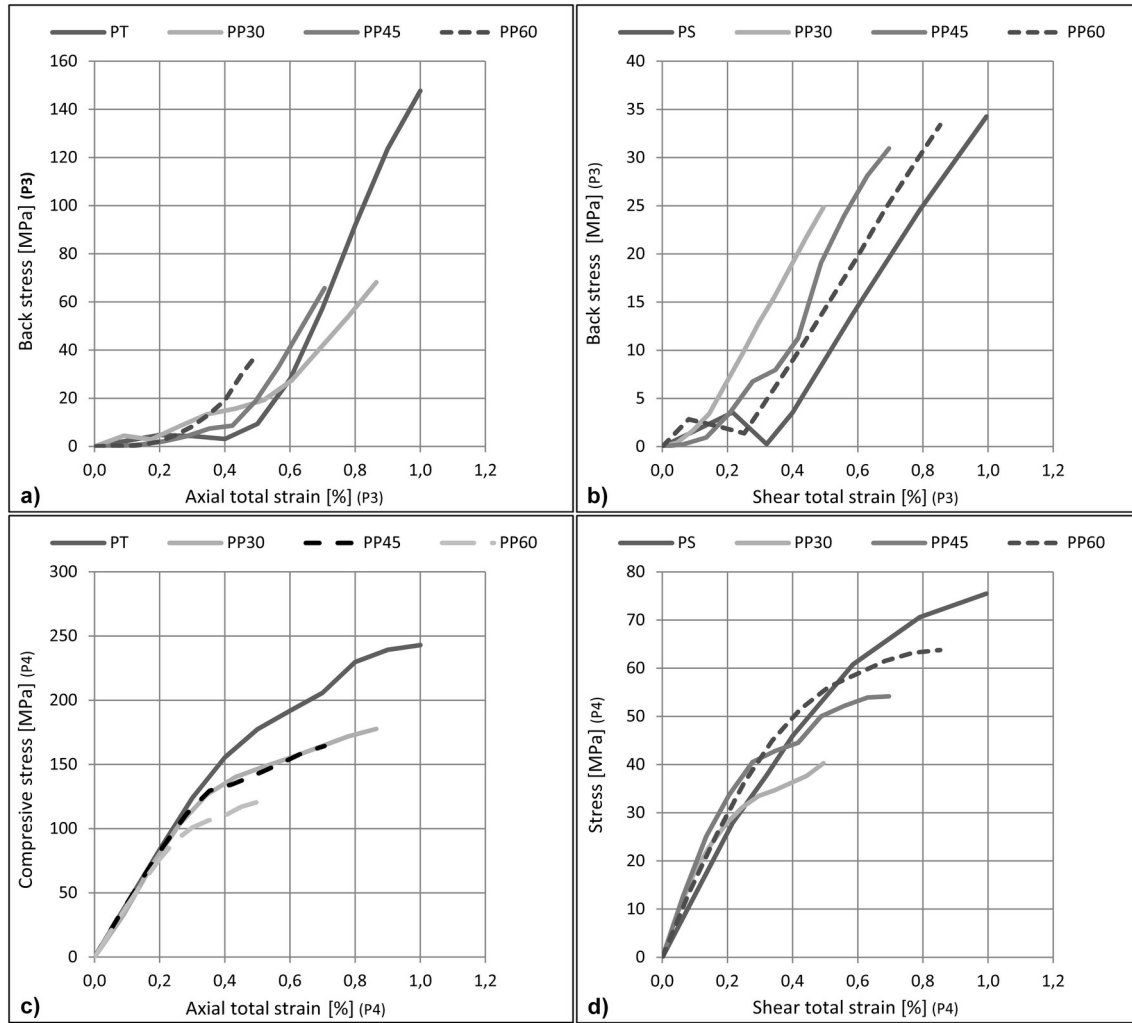 PT PP30 PP45 PP60
160
140
120
100
80
60
40
20
0
Back stress [MPa] (P3)
0,0 0,2 0,4 0,6 0,8 1,0 1,2
a) Axial total strain [%] (P3)
PS PP30 PP45 PP60
40
35
30
25
20
15
10
5
0
Back stress [MPa] (P3)
0,0 0,2 0,4 0,6 0,8 1,0 1,2
b) Shear total strain [%] (P3)
PT PP30 PP45 PP60
300
250
200
150
100
50
0
Compresive stress [MPa] (P4)
0,0 0,2 0,4 0,6 0,8 1,0 1,2
c) Axial total strain [%] (P4)
PS PP30 PP45 PP60
80
70
60
50
40
30
20
10
0
Stress [MPa] (P4)
0,0 0,2 0,4 0,6 0,8 1,0 1,2
d) Shear total strain [%] (P4)